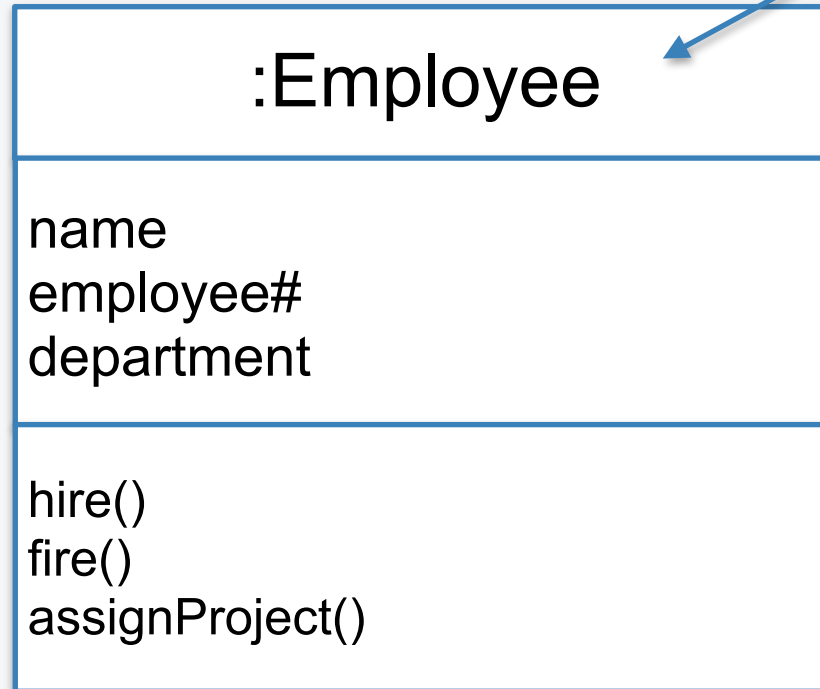 :Employee
name
employee#
department
hire()
fire()
assignProject()